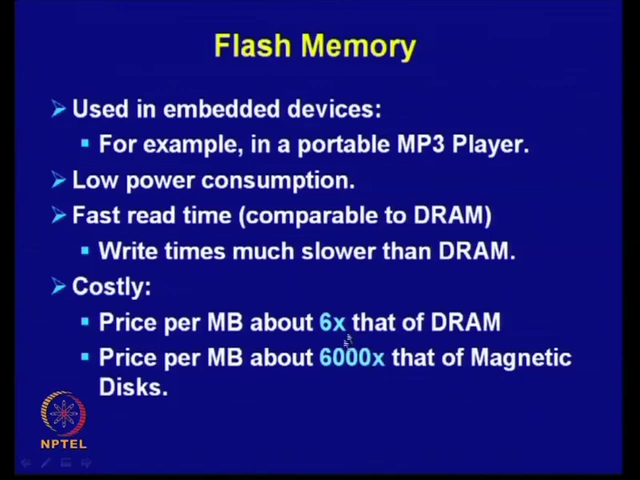 Flash Memory
Used in embedded devices:
For example, in a portable MP3 Player.
Low power consumption.
Fast read time (comparable to DRAM)
Write times much slower than DRAM.
Costly:
Price per MB about 6x that of DRAM
Price per MB about 6000x that of Magnetic
Disks.
NPTEL